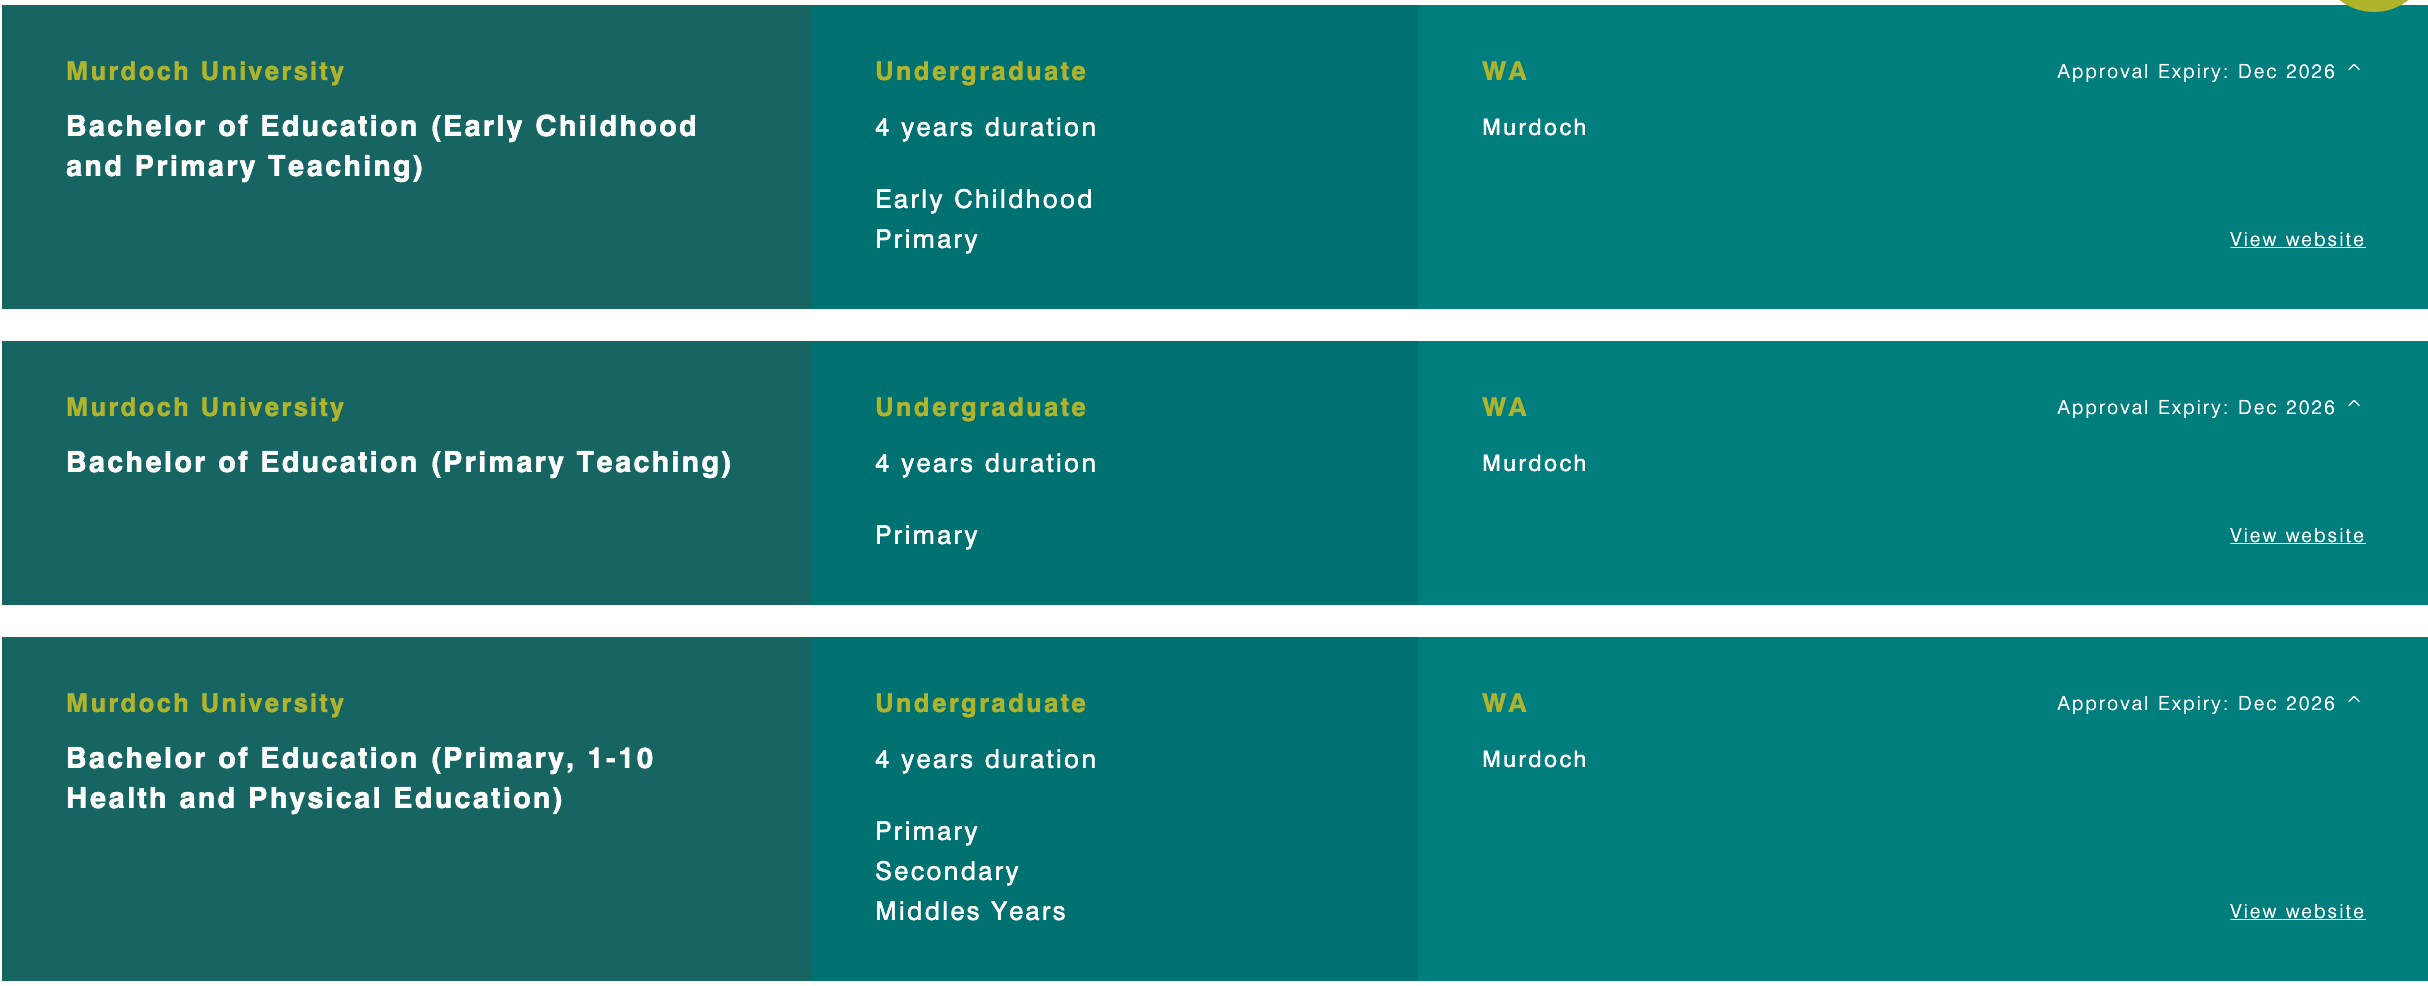 Murdoch University
Bachelor of Education (Early Childhood
and Primary Teaching)
Undergraduate
4 years duration
Early Childhood
Primary
WA
Murdoch
Approval Expiry: Dec 2026
View website
Murdoch University
Bachelor of Education (Primary Teaching)
Undergraduate
4 years duration
Primary
WA
Murdoch
Approval Expiry: Dec 2026
View website
Murdoch University
Bachelor of Education (Primary, 1-10
Health and Physical Education)
Undergraduate
4 years duration
Primary
Secondary
Middles Years
WA
Murdoch
Approval Expiry: Dec 2026
View website